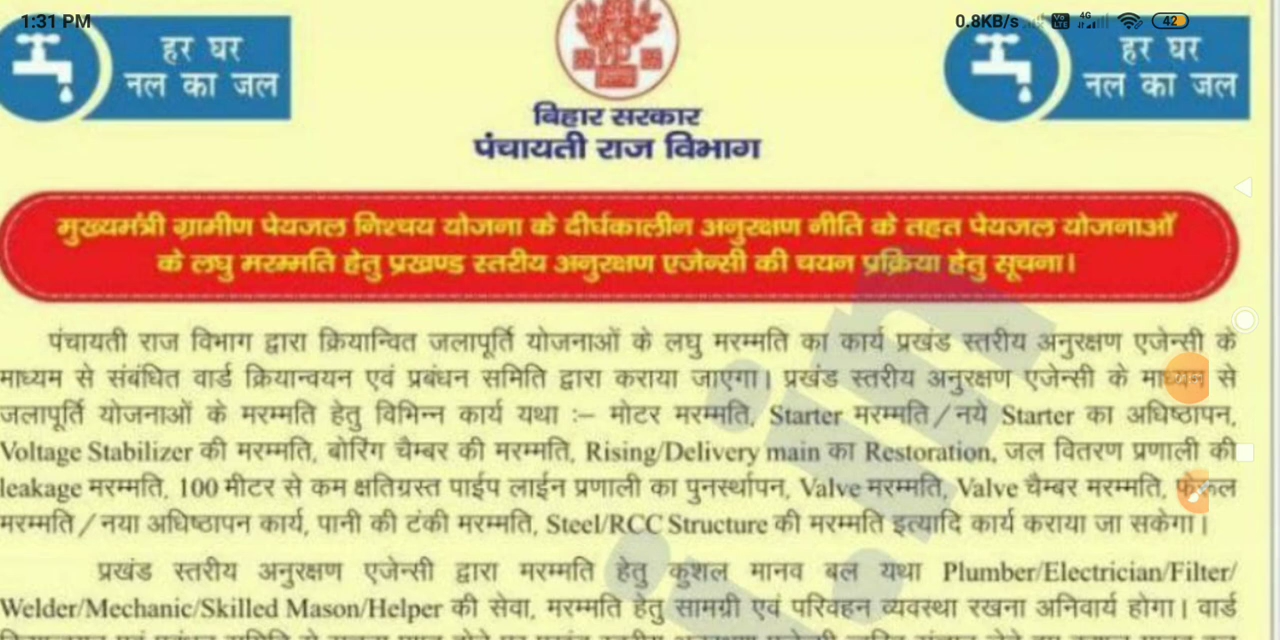 1:31 PM
0.8KB/s 4G 42
हर घर
नल का जल
हर घर
नल का जल
बिहार सरकार
पंचायती राज विभाग
मुख्यमंत्री ग्रामीण पेयजल निश्चय योजना के दीर्घकालीन अनुरक्षण नीति के तहत पेयजल योजनाओं
के लघु मरम्मति हेतु प्रखण्ड स्तरीय अनुरक्षण एजेन्सी की चयन प्रक्रिया हेतु सूचना।
पंचायती राज विभाग द्वारा क्रियान्वित जलापूर्ति योजनाओं के लघु मरम्मति का कार्य प्रखंड स्तरीय अनुरक्षण एजेन्सी के
माध्यम से संबंधित वार्ड क्रियान्वयन एवं प्रबंधन समिति द्वारा कराया जाएगा। प्रखंड स्तरीय अनुरक्षण एजेन्सी के माध्यम से
जलापूर्ति योजनाओं के मरम्मति हेतु विभिन्न कार्य यथा :– मोटर मरम्मति, Starter मरम्मति/नये Starter का अधिष्ठापन,
Voltage Stabilizer की मरम्मति, बोरिंग चैम्बर की मरम्मति, Rising/Delivery main का Restoration, जल वितरण प्रणाली की
leakage मरम्मति, 100 मीटर से कम क्षतिग्रस्त पाईप लाईन प्रणाली का पुनर्स्थापन, Valve मरम्मति, Valve चैम्बर मरम्मति, फेरूल
मरम्मति/नया अधिष्ठापन कार्य, पानी की टंकी मरम्मति, Steel/RCC Structure की मरम्मति इत्यादि कार्य कराया जा सकेगा।
प्रखंड स्तरीय अनुरक्षण एजेन्सी द्वारा मरम्मति हेतु कुशल मानव बल यथा Plumber/Electrician/Filter/
Welder/Mechanic/Skilled Mason/Helper की सेवा, मरम्मति हेतु सामग्री एवं परिवहन व्यवस्था रखना अनिवार्य होगा। वार्ड